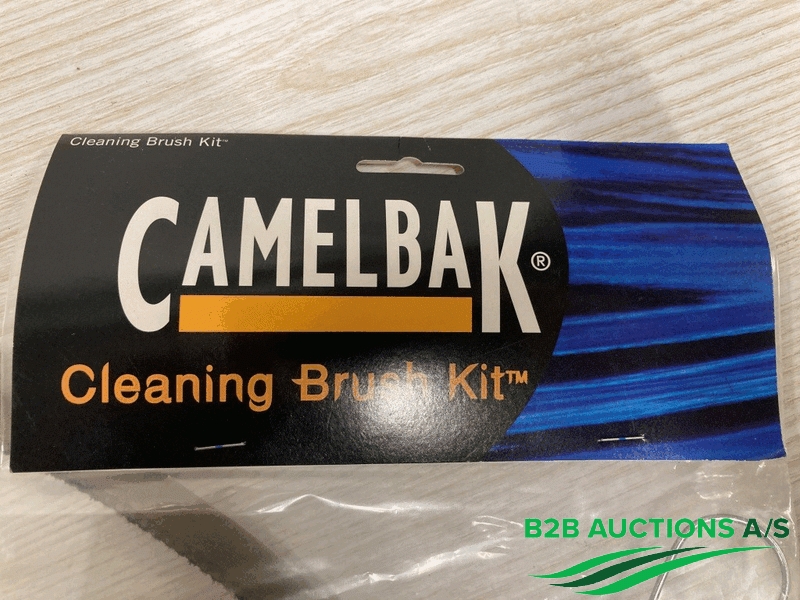 Cleaning Brush Kit™
CAMELBAK®
Cleaning Brush Kit™
B2B AUCTIONS A/S